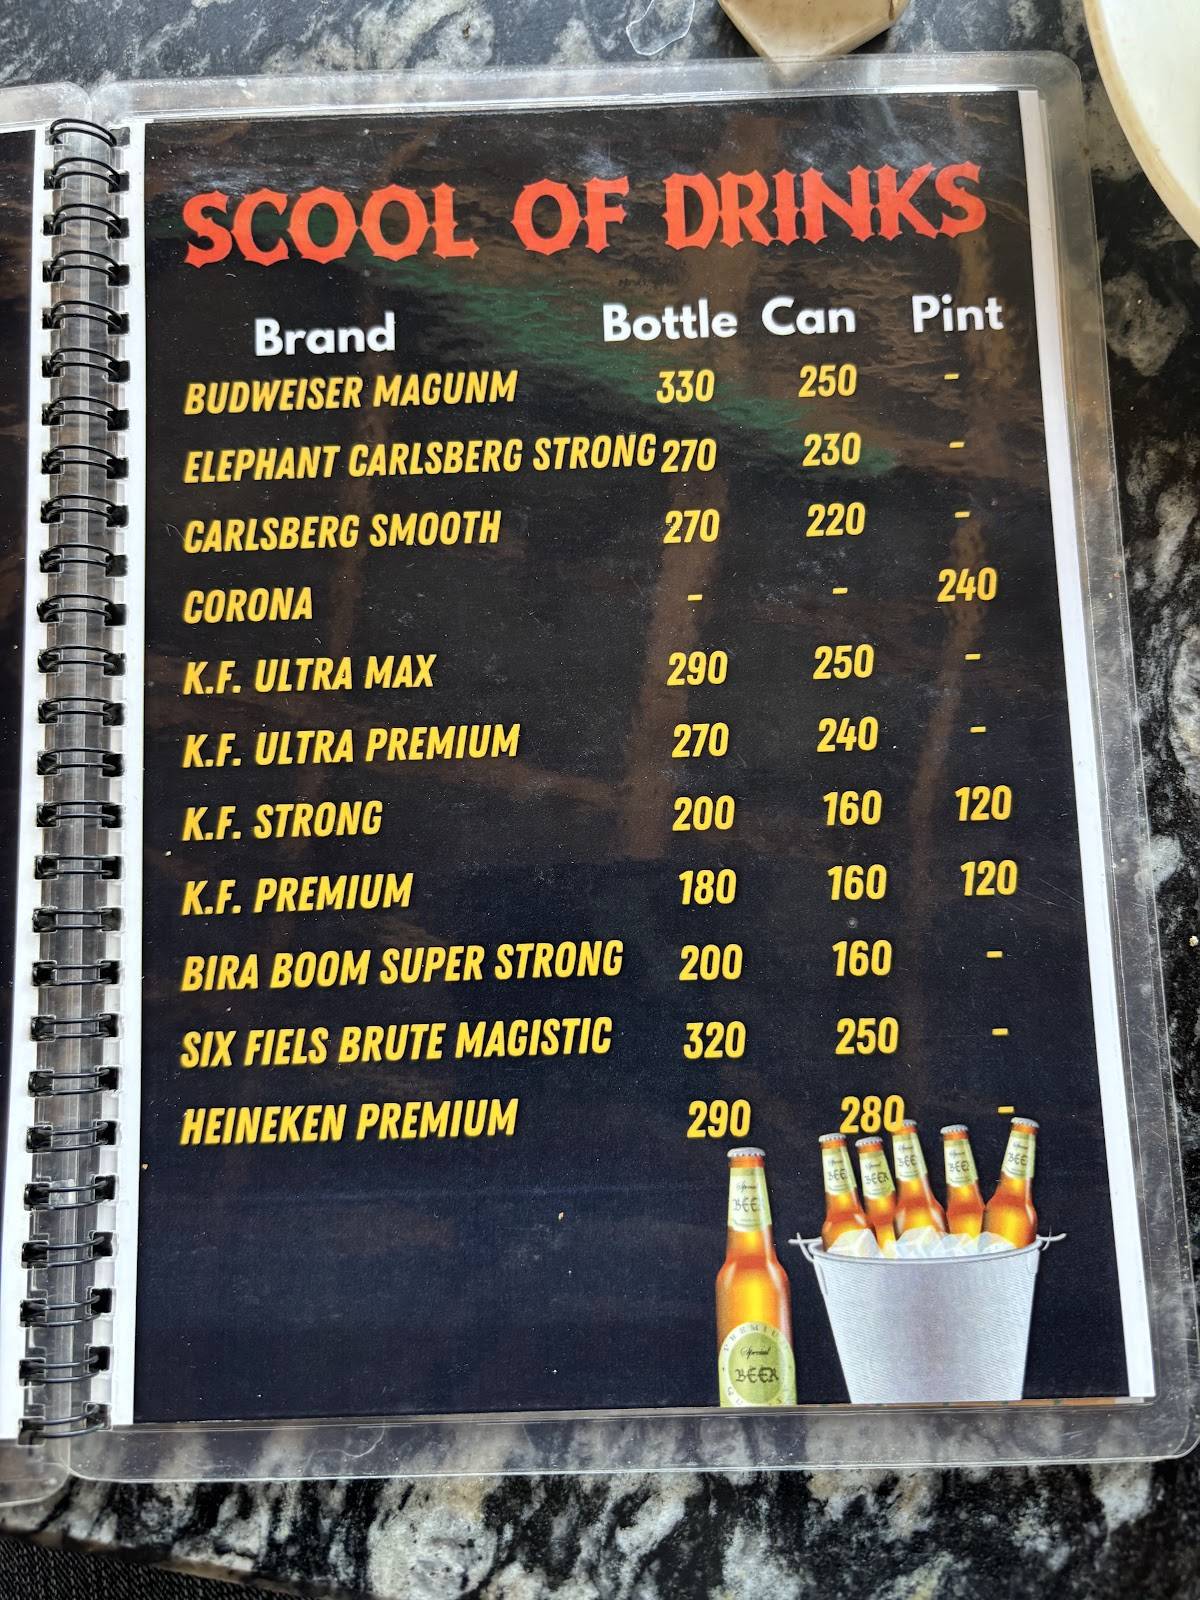 SCOOL OF DRINKS
Brand Bottle Can Pint
BUDWEISER MAGUNM 330 250 -
ELEPHANT CARLSBERG STRONG 270 230 -
CARLSBERG SMOOTH 270 220 -
CORONA - - 240
K.F. ULTRA MAX 290 250 -
K.F. ULTRA PREMIUM 270 240 -
K.F. STRONG 200 160 120
K.F. PREMIUM 180 160 120
BIRA BOOM SUPER STRONG 200 160 -
SIX FIELS BRUTE MAGISTIC 320 250 -
HEINEKEN PREMIUM 290 280 -
Special
BEER